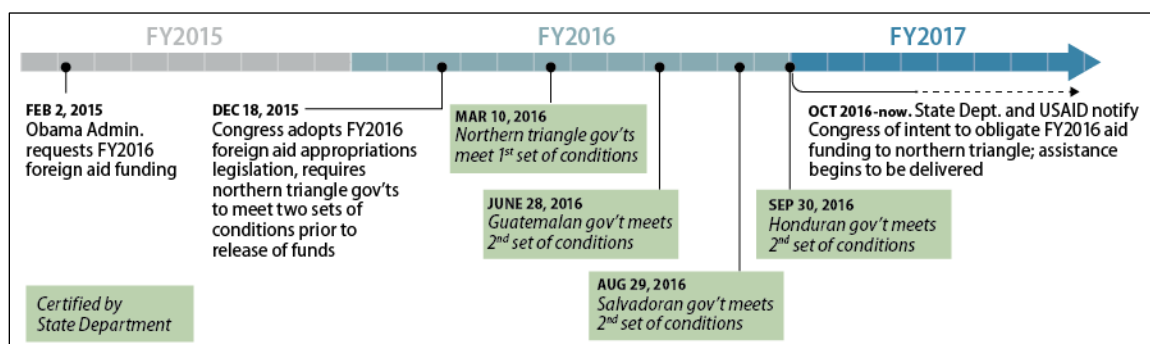 FY2015
FY2016
FY2017
FEB 2, 2015
Obama Admin.
requests FY2016
foreign aid funding
DEC 18, 2015
Congress adopts FY2016
foreign aid appropriations
legislation, requires
northern triangle gov'ts
to meet two sets of
conditions prior to
release of funds
MAR 10, 2016
Northern triangle gov'ts
meet 1st set of conditions
JUNE 28, 2016
Guatemalan gov't meets
2nd set of conditions
AUG 29, 2016
Salvadoran gov't meets
2nd set of conditions
SEP 30, 2016
Honduran gov't meets
2nd set of conditions
OCT 2016-now. State Dept. and USAID notify
Congress of intent to obligate FY2016 aid
funding to northern triangle; assistance
begins to be delivered
Certified by
State Department